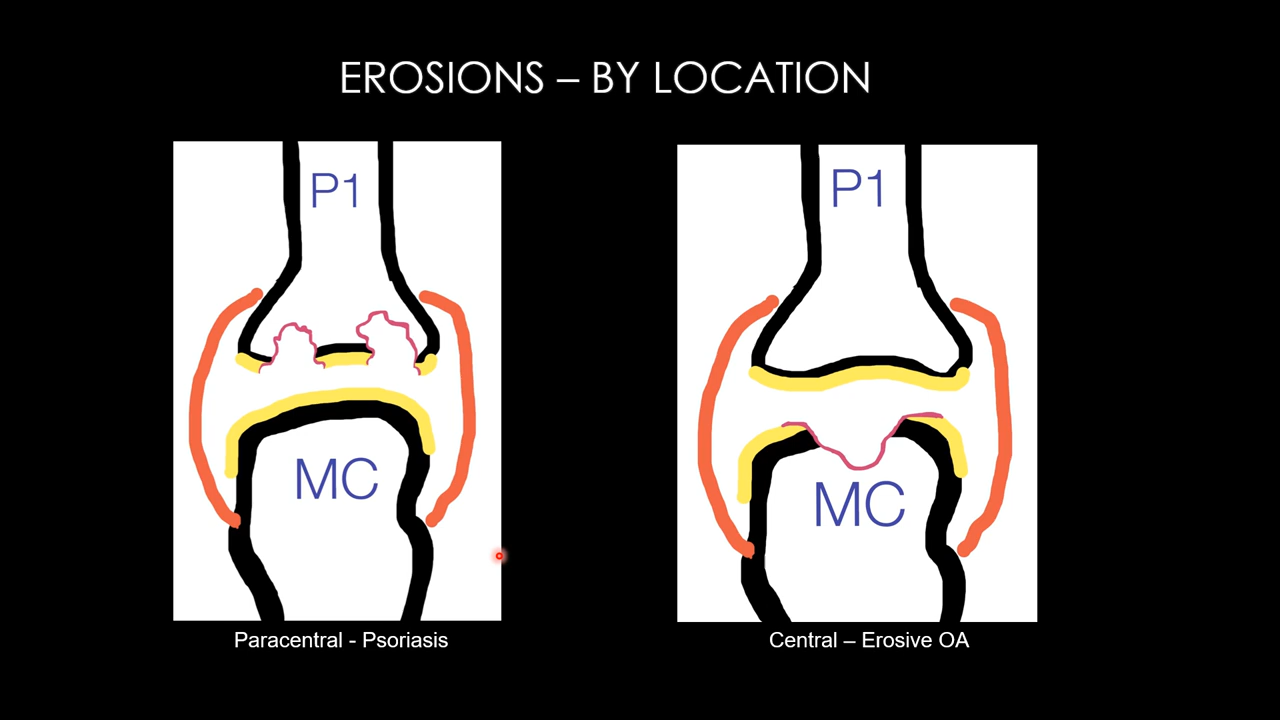 EROSIONS – BY LOCATION
P1
MC
Paracentral - Psoriasis
P1
MC
Central – Erosive OA